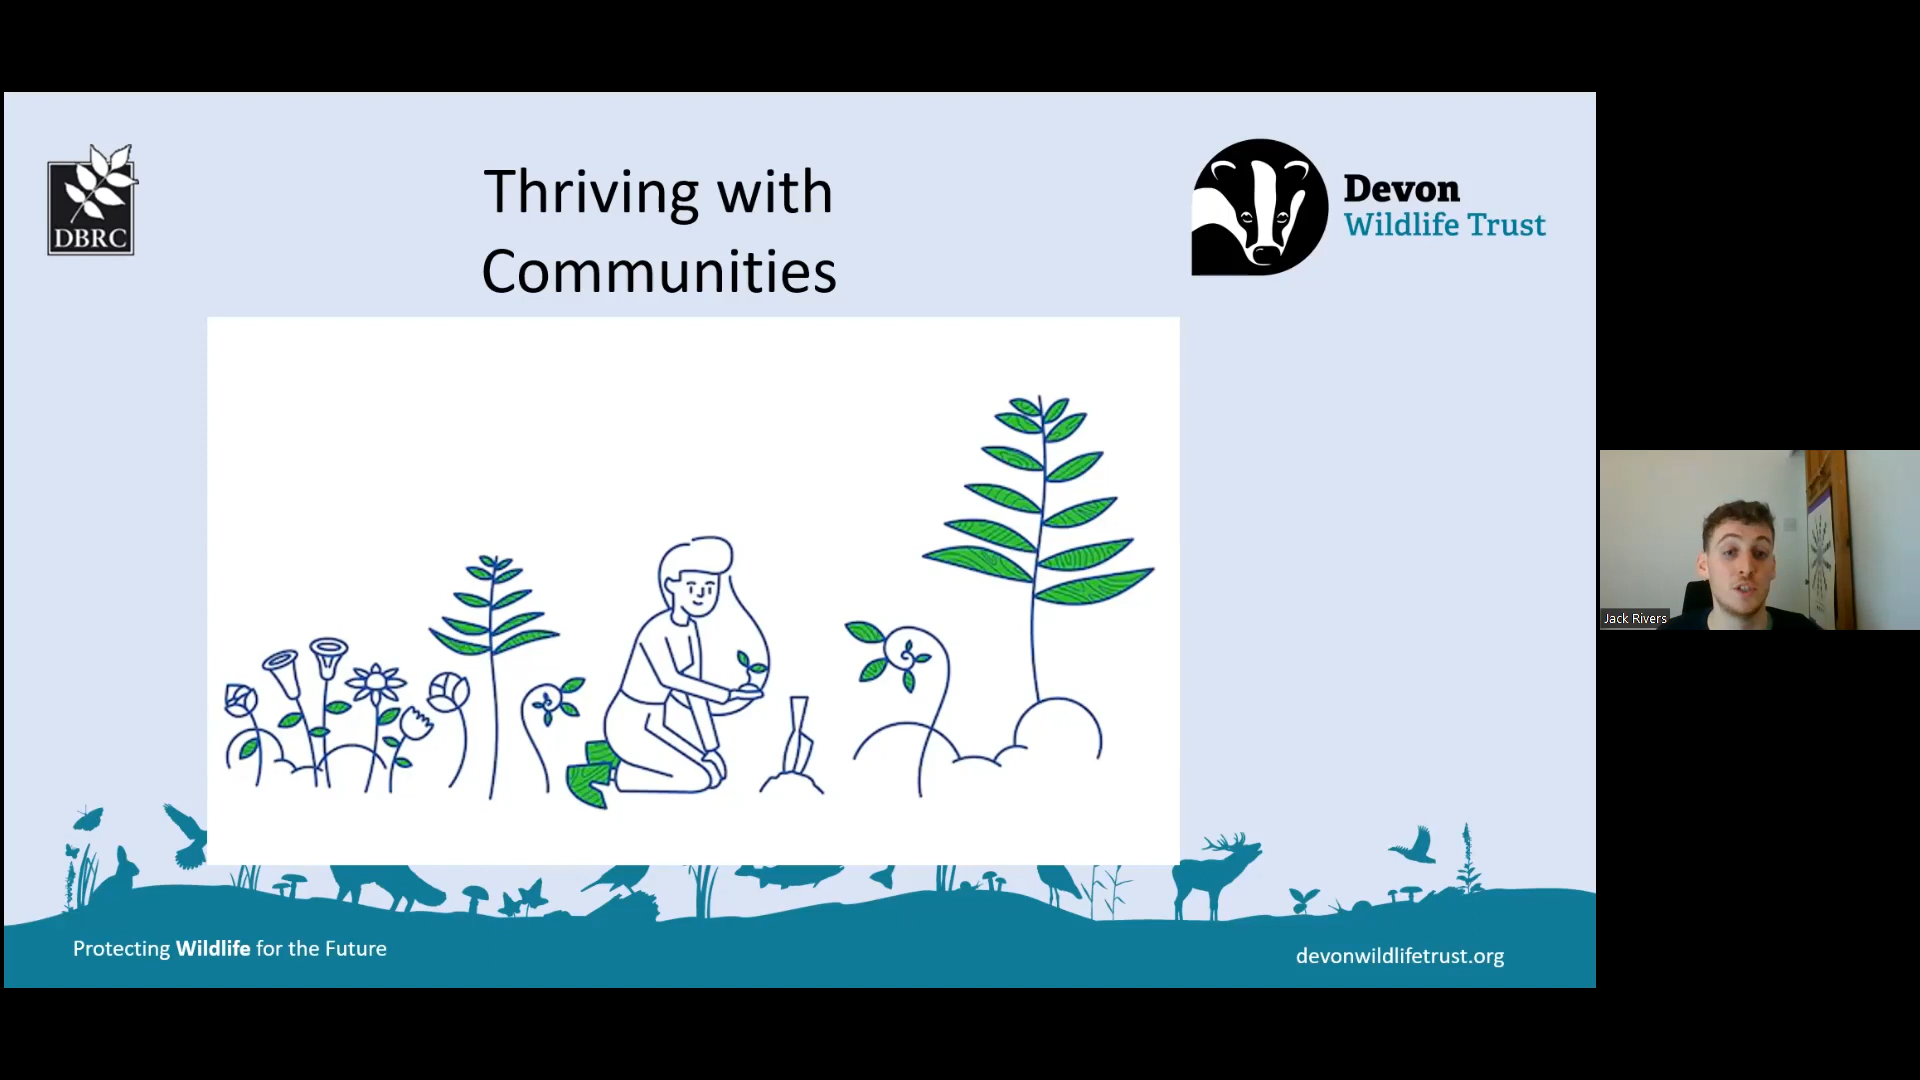 DBRC
Thriving with
Communities
Devon
Wildlife Trust
Jack Rivers
Protecting Wildlife for the Future
devonwildlifetrust.org